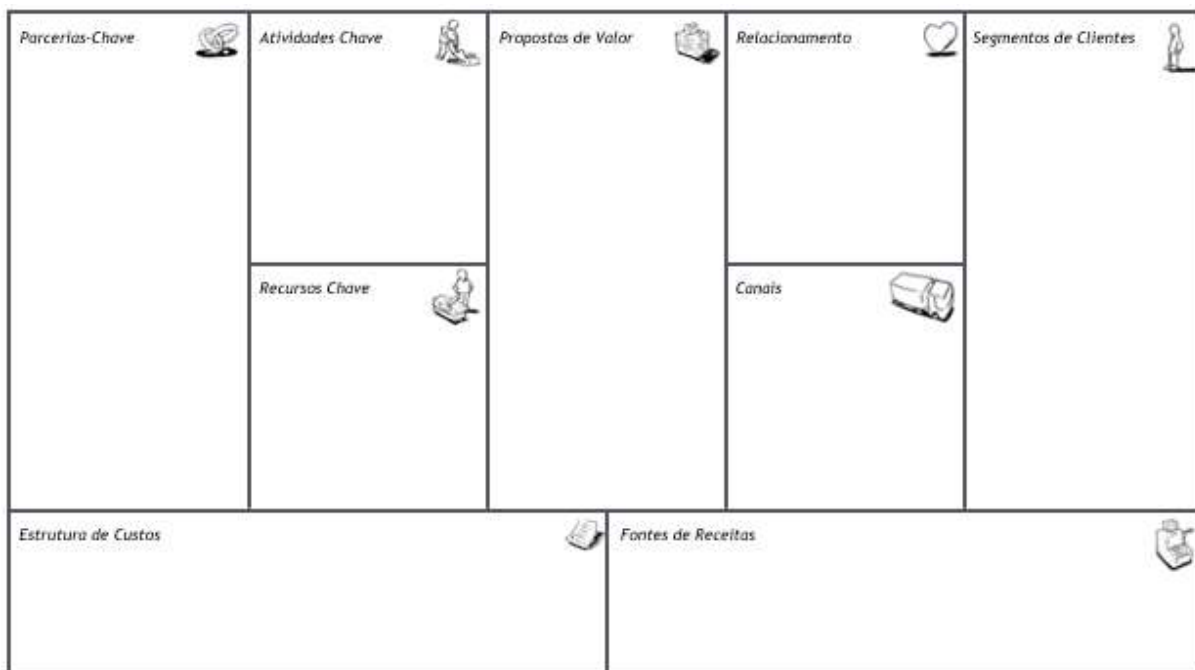 Parcerias-Chave
Atividades Chave
Propostas de Valor
Relacionamento
Segmentos de Clientes
Recursos Chave
Canais
Estrutura de Custos
Fontes de Receitas